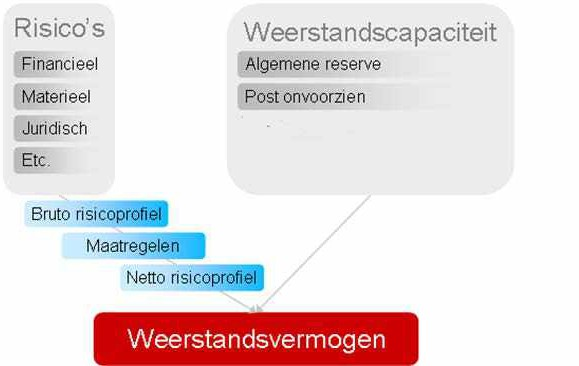 Risico's
Financieel
Materieel
Juridisch
Etc.
Weerstandscapaciteit
Algemene reserve
Post onvoorzien
Bruto risicoprofiel
Maatregelen
Netto risicoprofiel
Weerstandsvermogen